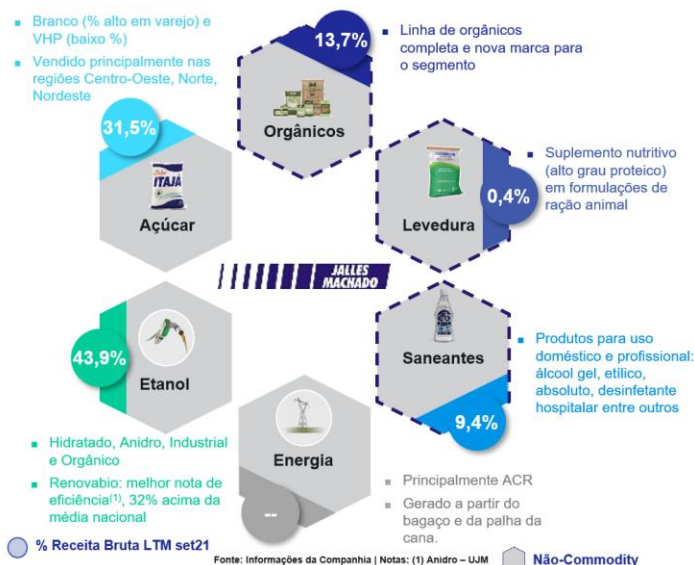 ▪ Branco (% alto em varejo) e
VHP (baixo %)
▪ Vendido principalmente nas
regiões Centro-Oeste, Norte,
Nordeste
31,5%
ITAJÁ
Açúcar
13,7%
Orgânicos
▪ Linha de orgânicos
completa e nova marca para
o segmento
Levedura
0,4%
▪ Suplemento nutritivo
(alto grau proteico)
em formulações de
ração animal
JALLES
MACHADO
43,9%
Etanol
▪ Hidratado, Anidro, Industrial
e Orgânico
▪ Renovabio: melhor nota de
eficiência(1), 32% acima da
média nacional
Energia
--
▪ Principalmente ACR
▪ Gerado a partir do
bagaço e da palha da
cana.
Saneantes
9,4%
▪ Produtos para uso
doméstico e profissional:
álcool gel, etílico,
absoluto, desinfetante
hospitalar entre outros
% Receita Bruta LTM set21
Fonte: Informações da Companhia | Notas: (1) Anidro – UJM
Não-Commodity